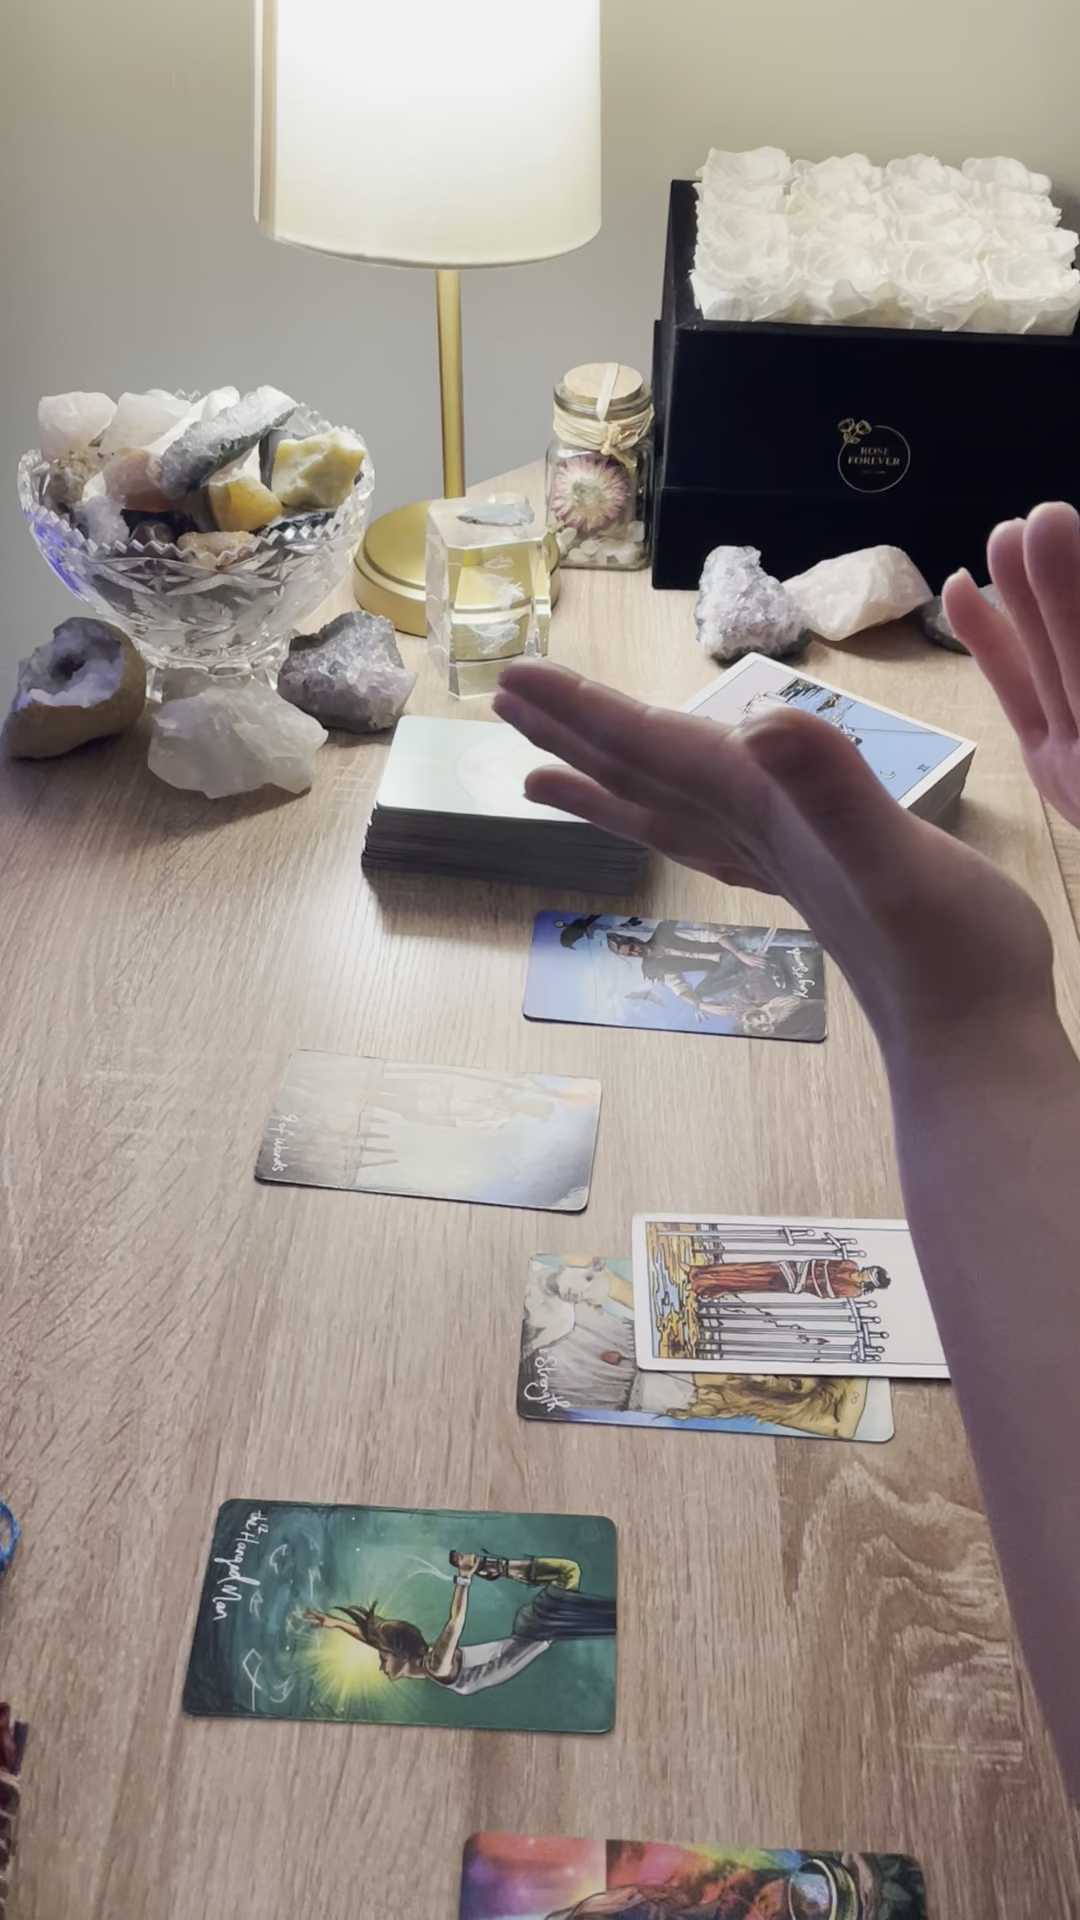 ROSE
FOREVER
King of Swords
9 of Wands
Strength
the Hanged Man